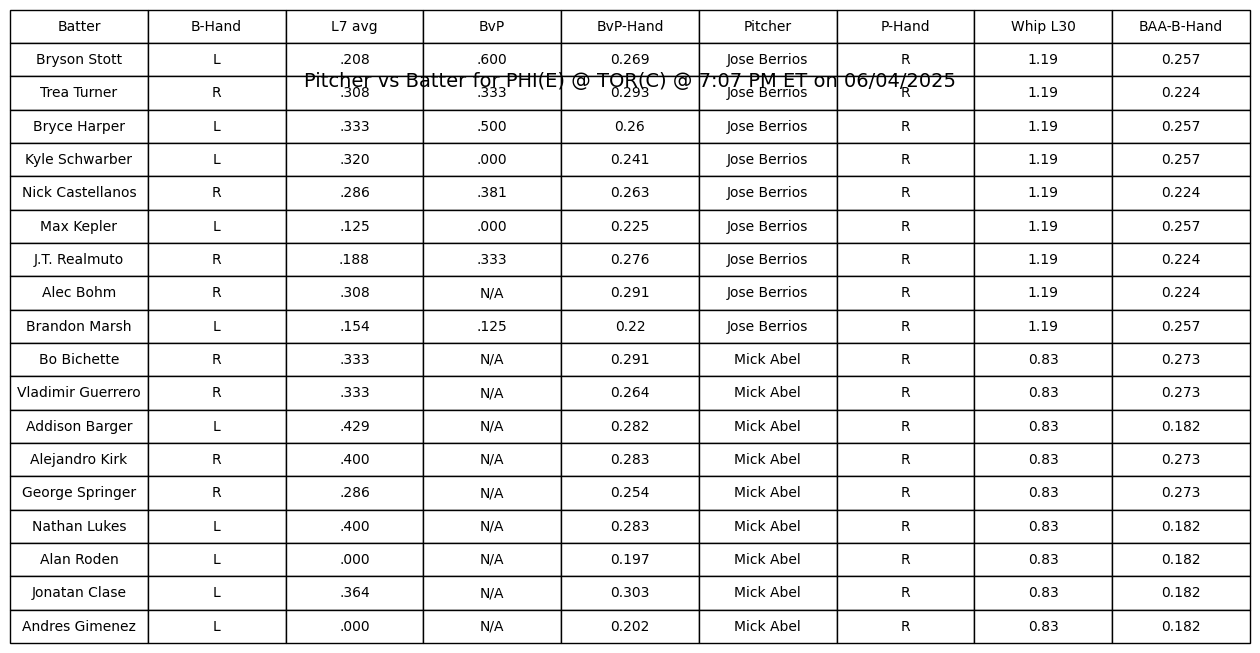 Batter B-Hand L7 avg BvP BvP-Hand Pitcher P-Hand Whip L30 BAA-B-Hand
Bryson Stott L .208 .600 0.269 Jose Berrios R 1.19 0.257
Pitcher vs Batter for PHI(E) @ TOR(C) @ 7:07 PM ET on 06/04/2025
Trea Turner R .308 .333 0.293 Jose Berrios R 1.19 0.224
Bryce Harper L .333 .500 0.26 Jose Berrios R 1.19 0.257
Kyle Schwarber L .320 .000 0.241 Jose Berrios R 1.19 0.257
Nick Castellanos R .286 .381 0.263 Jose Berrios R 1.19 0.224
Max Kepler L .125 .000 0.225 Jose Berrios R 1.19 0.257
J.T. Realmuto R .188 .333 0.276 Jose Berrios R 1.19 0.224
Alec Bohm R .308 N/A 0.291 Jose Berrios R 1.19 0.224
Brandon Marsh L .154 .125 0.22 Jose Berrios R 1.19 0.257
Bo Bichette R .333 N/A 0.291 Mick Abel R 0.83 0.273
Vladimir Guerrero R .333 N/A 0.264 Mick Abel R 0.83 0.273
Addison Barger L .429 N/A 0.282 Mick Abel R 0.83 0.182
Alejandro Kirk R .400 N/A 0.283 Mick Abel R 0.83 0.273
George Springer R .286 N/A 0.254 Mick Abel R 0.83 0.273
Nathan Lukes L .400 N/A 0.283 Mick Abel R 0.83 0.182
Alan Roden L .000 N/A 0.197 Mick Abel R 0.83 0.182
Jonatan Clase L .364 N/A 0.303 Mick Abel R 0.83 0.182
Andres Gimenez L .000 N/A 0.202 Mick Abel R 0.83 0.182